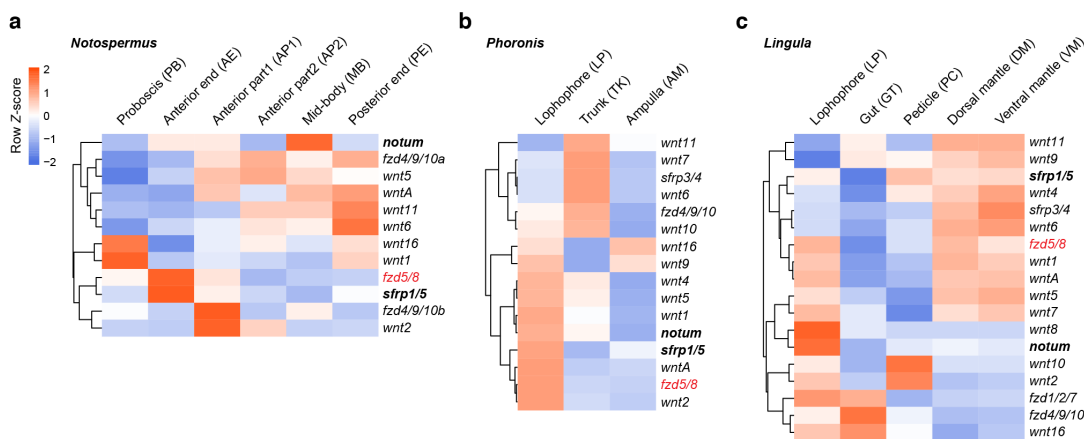 a
Notospermus
Row Z-score
2
1
0
−1
−2
Proboscis (PB)
Anterior end (AE)
Anterior part1 (AP1)
Anterior part2 (AP2)
Mid-body (MB)
Posterior end (PE)
notum
fzd4/9/10a
wnt5
wntA
wnt11
wnt6
wnt16
wnt1
fzd5/8
sfrp1/5
fzd4/9/10b
wnt2
b
Phoronis
Lophophore (LP)
Trunk (TK)
Ampulla (AM)
wnt11
wnt7
sfrp3/4
wnt6
fzd4/9/10
wnt10
wnt16
wnt9
wnt4
wnt5
wnt1
notum
sfrp1/5
wntA
fzd5/8
wnt2
c
Lingula
Lophophore (LP)
Gut (GT)
Pedicle (PC)
Dorsal mantle (DM)
Ventral mantle (VM)
wnt11
wnt9
sfrp1/5
wnt4
sfrp3/4
wnt6
fzd5/8
wnt1
wntA
wnt5
wnt7
wnt8
notum
wnt10
wnt2
fzd1/2/7
fzd4/9/10
wnt16